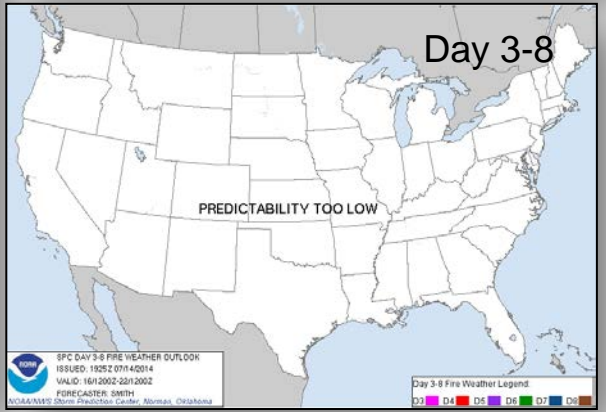 Day 3-8
PREDICTABILITY TOO LOW
NOAA
SPC DAY 3-8 FIRE WEATHER OUTLOOK
ISSUED: 1925Z 07/14/2014
VALID: 16/1200Z-22/1200Z
FORECASTER: SMITH
NOAA/NWS Storm Prediction Center, Norman, Oklahoma
Day 3-8 Fire Weather Legend
D3 D4 D5 D6 D7 D8